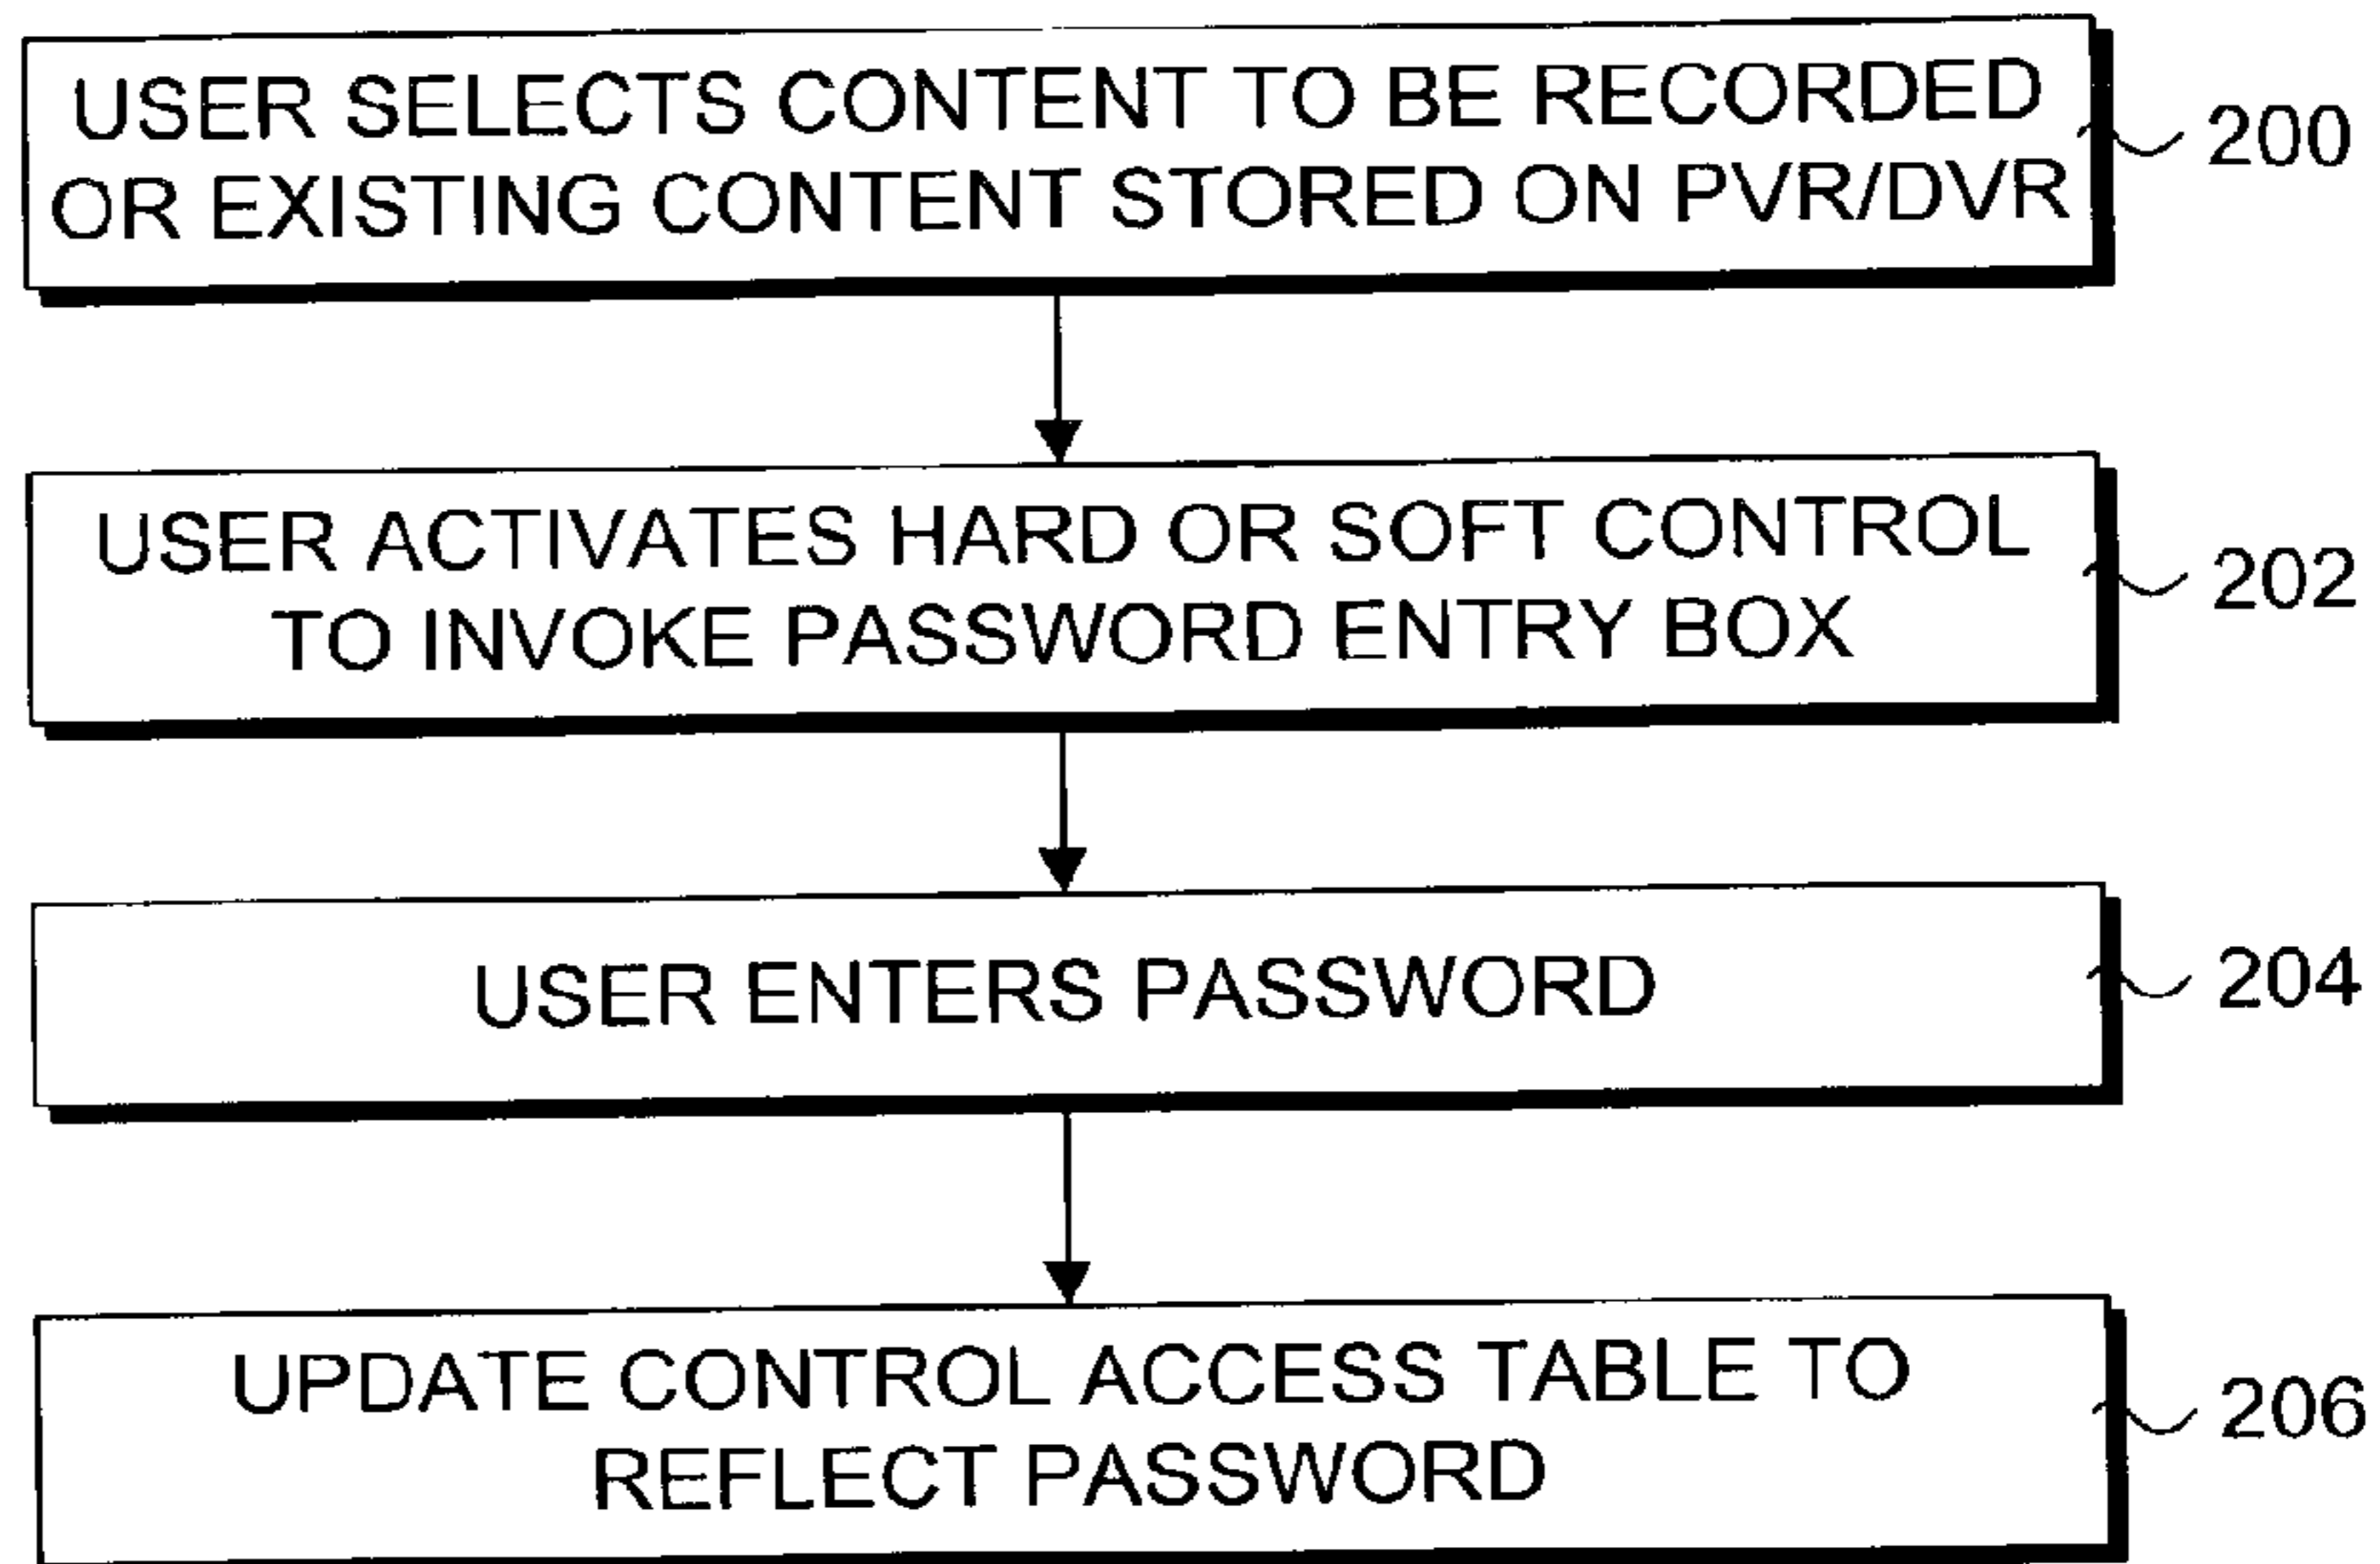 USER SELECTS CONTENT TO BE RECORDED
OR EXISTING CONTENT STORED ON PVR/DVR
200
USER ACTIVATES HARD OR SOFT CONTROL
TO INVOKE PASSWORD ENTRY BOX
202
USER ENTERS PASSWORD
204
UPDATE CONTROL ACCESS TABLE TO
REFLECT PASSWORD
206